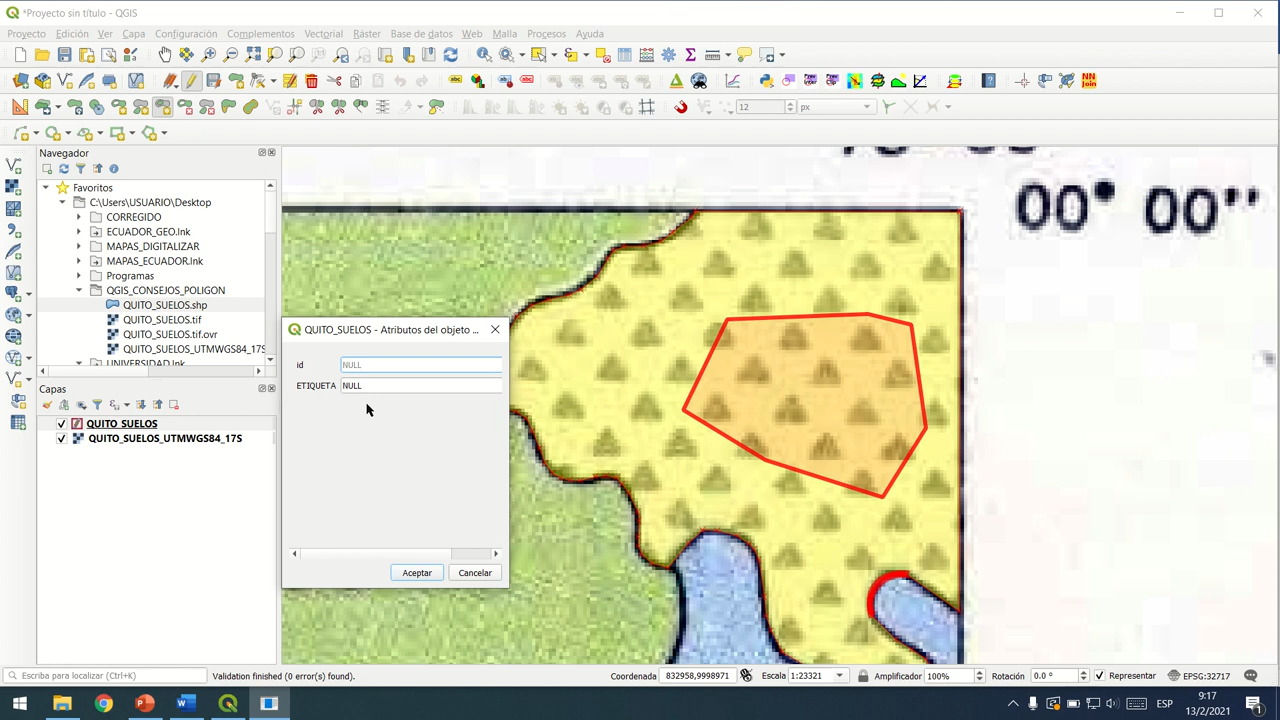 *Proyecto sin título - QGIS
Proyecto Edición Ver Capa Configuración Complementos Vectorial Ráster Base de datos Web Malla Procesos Ayuda
12 px
Navegador
Favoritos
C:\Users\USUARIO\Desktop
CORREGIDO
ECUADOR_GEO.lnk
MAPAS_DIGITALIZAR
MAPAS_ECUADOR.lnk
Programas
QGIS_CONSEJOS_POLIGON
QUITO_SUELOS.shp
QUITO_SUELOS.tif
QUITO_SUELOS.tif.ovr
QUITO_SUELOS_UTMWGS84_17S
UNIVERSIDAD.lnk
Capas
QUITO_SUELOS
QUITO_SUELOS_UTMWGS84_17S
00° 00''
QUITO_SUELOS - Atributos del objeto ...
id NULL
ETIQUETA NULL
Aceptar Cancelar
Escriba para localizar (Ctrl+K) Validation finished (0 error(s) found). Coordenada 832958,9998971 Escala 1:23321 Amplificador 100% Rotación 0.0 ° Representar EPSG:32717
ESP 9:17
13/2/2021